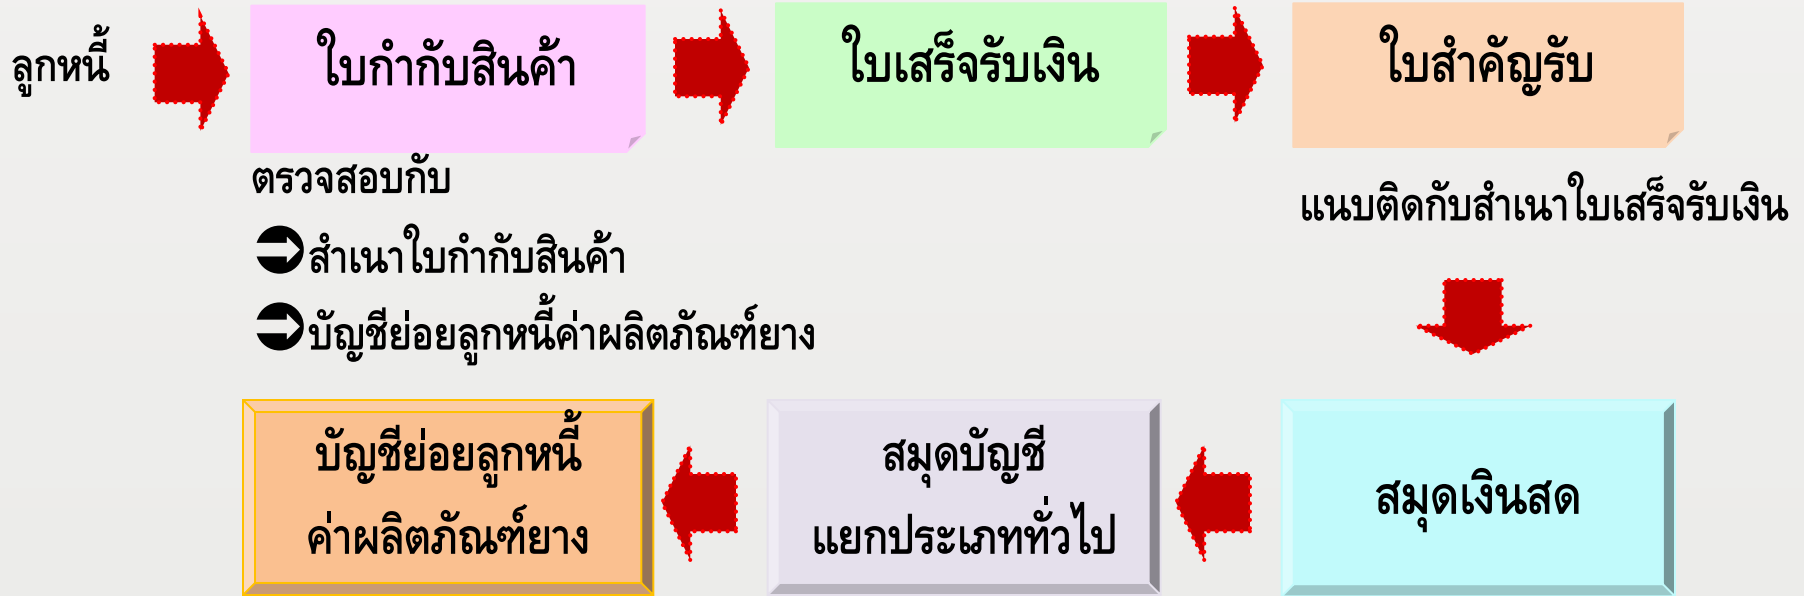 ลูกหนี้
ใบกำกับสินค้า
ใบเสร็จรับเงิน
ใบสำคัญรับ
ตรวจสอบกับ
สำเนาใบกำกับสินค้า
บัญชีย่อยลูกหนี้ค่าผลิตภัณฑ์ยาง
แนบติดกับสำเนาใบเสร็จรับเงิน
สมุดเงินสด
สมุดบัญชี
แยกประเภททั่วไป
บัญชีย่อยลูกหนี้
ค่าผลิตภัณฑ์ยาง